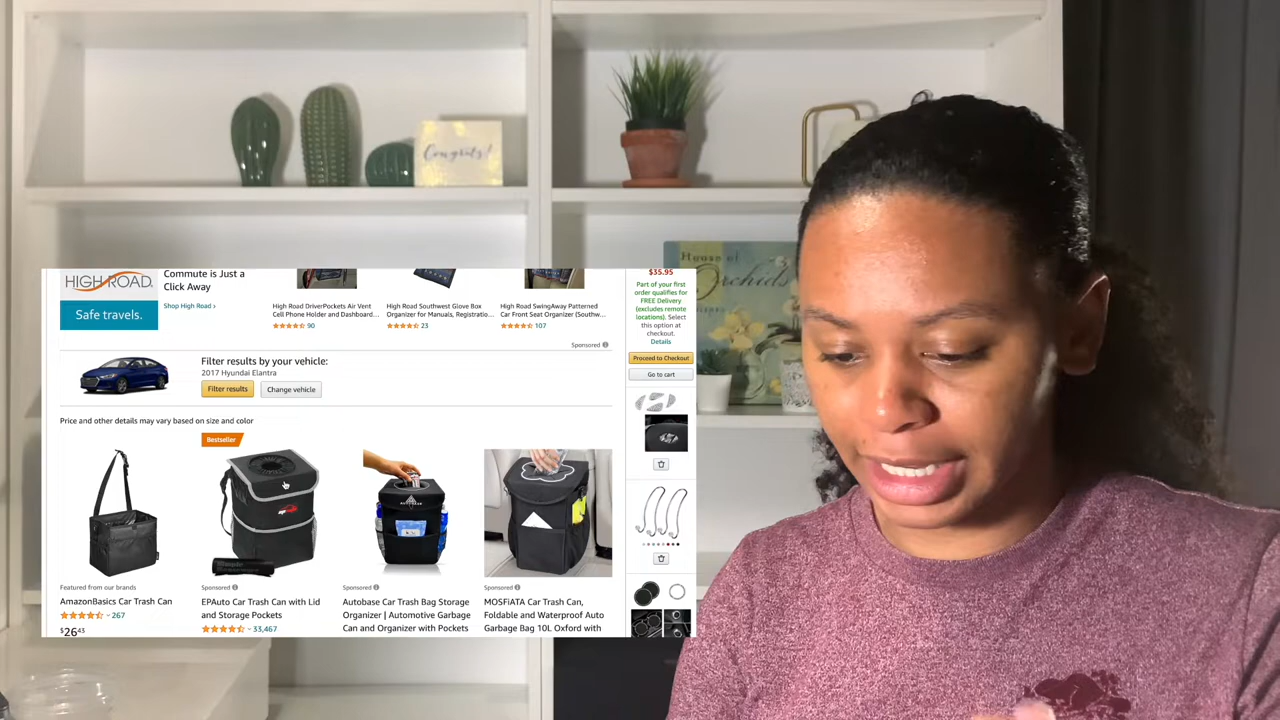 Congrats!
House of
Orchids
HIGH ROAD.
Safe travels.
Commute is Just a
Click Away
Shop High Road ›
High Road DriverPockets Air Vent
Cell Phone Holder and Dashboard...
90
High Road Southwest Glove Box
Organizer for Manuals, Registratio...
23
High Road SwingAway Patterned
Car Front Seat Organizer (Southw...
107
Sponsored
Filter results by your vehicle:
2017 Hyundai Elantra
Filter results
Change vehicle
Price and other details may vary based on size and color
Featured from our brands
AmazonBasics Car Trash Can
267
$26.43
Bestseller
Sponsored
EPAuto Car Trash Can with Lid
and Storage Pockets
33,467
Sponsored
Autobase Car Trash Bag Storage
Organizer | Automotive Garbage
Can and Organizer with Pockets
Sponsored
MOSFiATA Car Trash Can,
Foldable and Waterproof Auto
Garbage Bag 10L Oxford with
$35.95
Part of your first
order qualifies for
FREE Delivery
(excludes remote
locations). Select
this option at
checkout.
Details
Proceed to Checkout
Go to cart